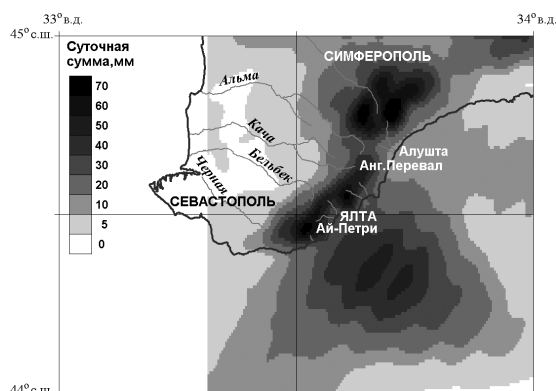 33° в.д.
34° в.д.
45° с.ш.
Суточная
сумма,мм
70
60
50
40
30
20
10
5
0
СИМФЕРОПОЛЬ
Альма
Кача
Бельбек
Черная
Алушта
Анг.Перевал
СЕВАСТОПОЛЬ
ЯЛТА
Ай-Петри
44° с.ш.